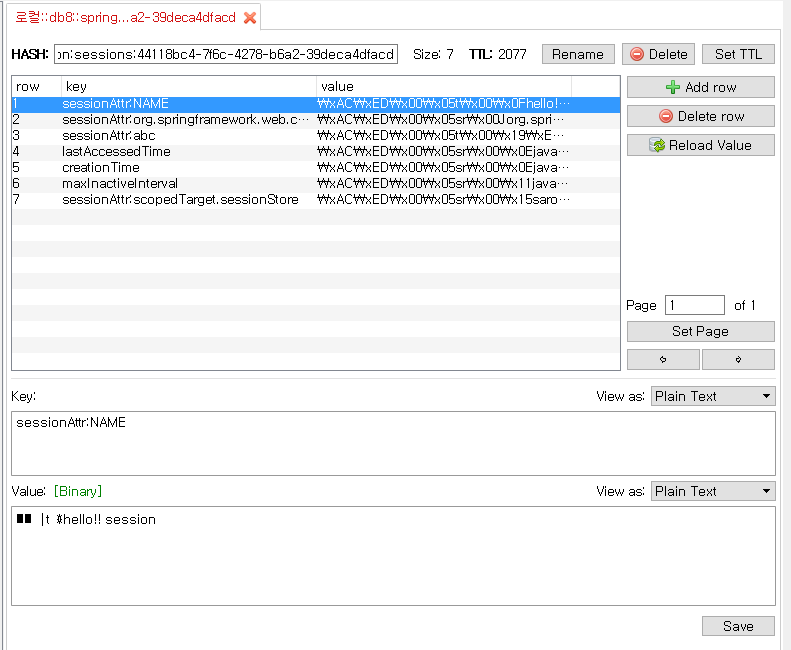 로컬::db8::spring...a2-39deca4dfacd
HASH: on:sessions:44118bc4-7f6c-4278-b6a2-39deca4dfacd Size: 7 TTL: 2077 Rename Delete Set TTL
row key value
1 sessionAttr:NAME ₩xAC₩xED₩x00₩x05t₩x00₩x0Fhello!…
2 sessionAttr:org.springframework.web.c… ₩xAC₩xED₩x00₩x05sr₩x00Jorg.spri…
3 sessionAttr:abc ₩xAC₩xED₩x00₩x05t₩x00₩x19₩xE…
4 lastAccessedTime ₩xAC₩xED₩x00₩x05sr₩x00₩x0Ejava…
5 creationTime ₩xAC₩xED₩x00₩x05sr₩x00₩x0Ejava…
6 maxInactiveInterval ₩xAC₩xED₩x00₩x05sr₩x00₩x11java…
7 sessionAttr:scopedTarget.sessionStore ₩xAC₩xED₩x00₩x05sr₩x00₩x15saro…
Add row
Delete row
Reload Value
Page 1 of 1
Set Page
Key: View as: Plain Text
sessionAttr:NAME
Value: [Binary] View as: Plain Text
|t hello!! session
Save